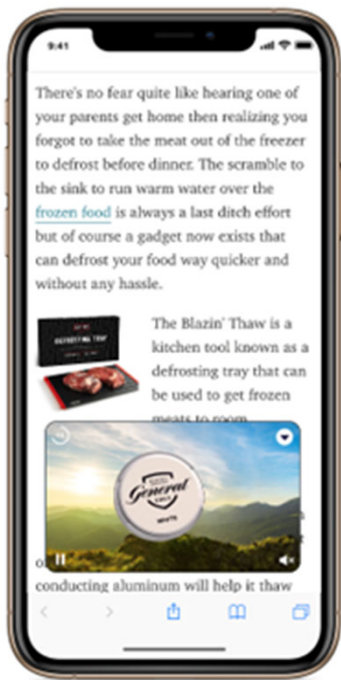 9:41
There's no fear quite like hearing one of
your parents get home then realizing you
forgot to take the meat out of the freezer
to defrost before dinner. The scramble to
the sink to run warm water over the
frozen food is always a last ditch effort
but of course a gadget now exists that
can defrost your food way quicker and
without any hassle.
DEFROSTING TRAY
The Blazin' Thaw is a
kitchen tool known as a
defrosting tray that can
be used to get frozen
meats to room
General
WHITE
conducting aluminum will help it thaw